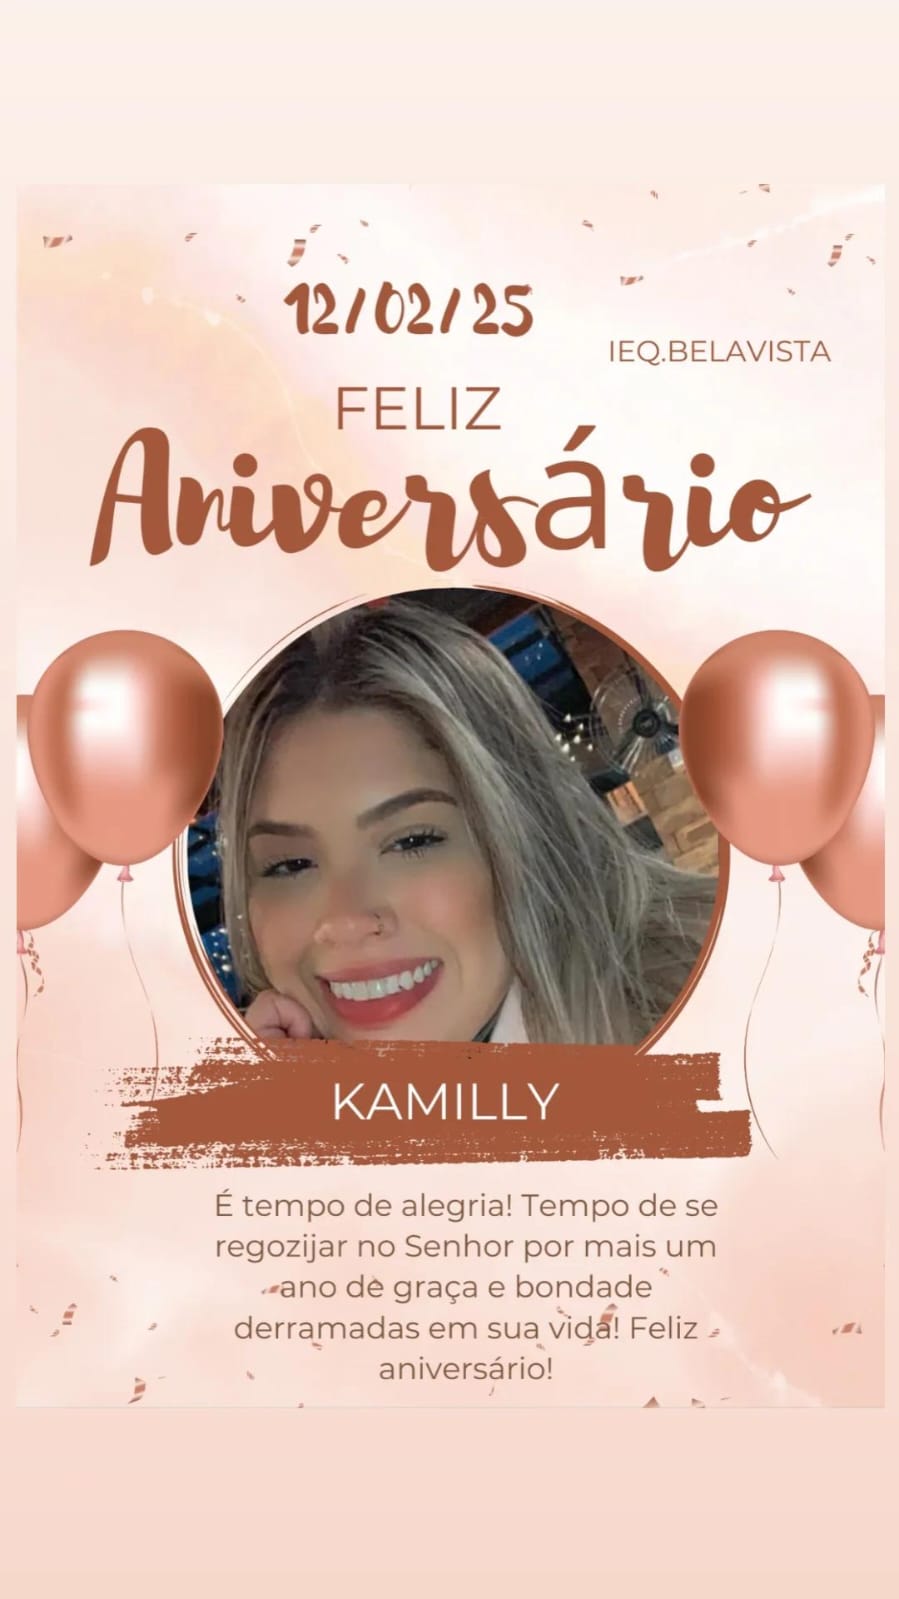 12/02/25
IEQ.BELAVISTA
FELIZ
Aniversário
KAMILLY
É tempo de alegria! Tempo de se
regozijar no Senhor por mais um
ano de graça e bondade
derramadas em sua vida! Feliz
aniversário!